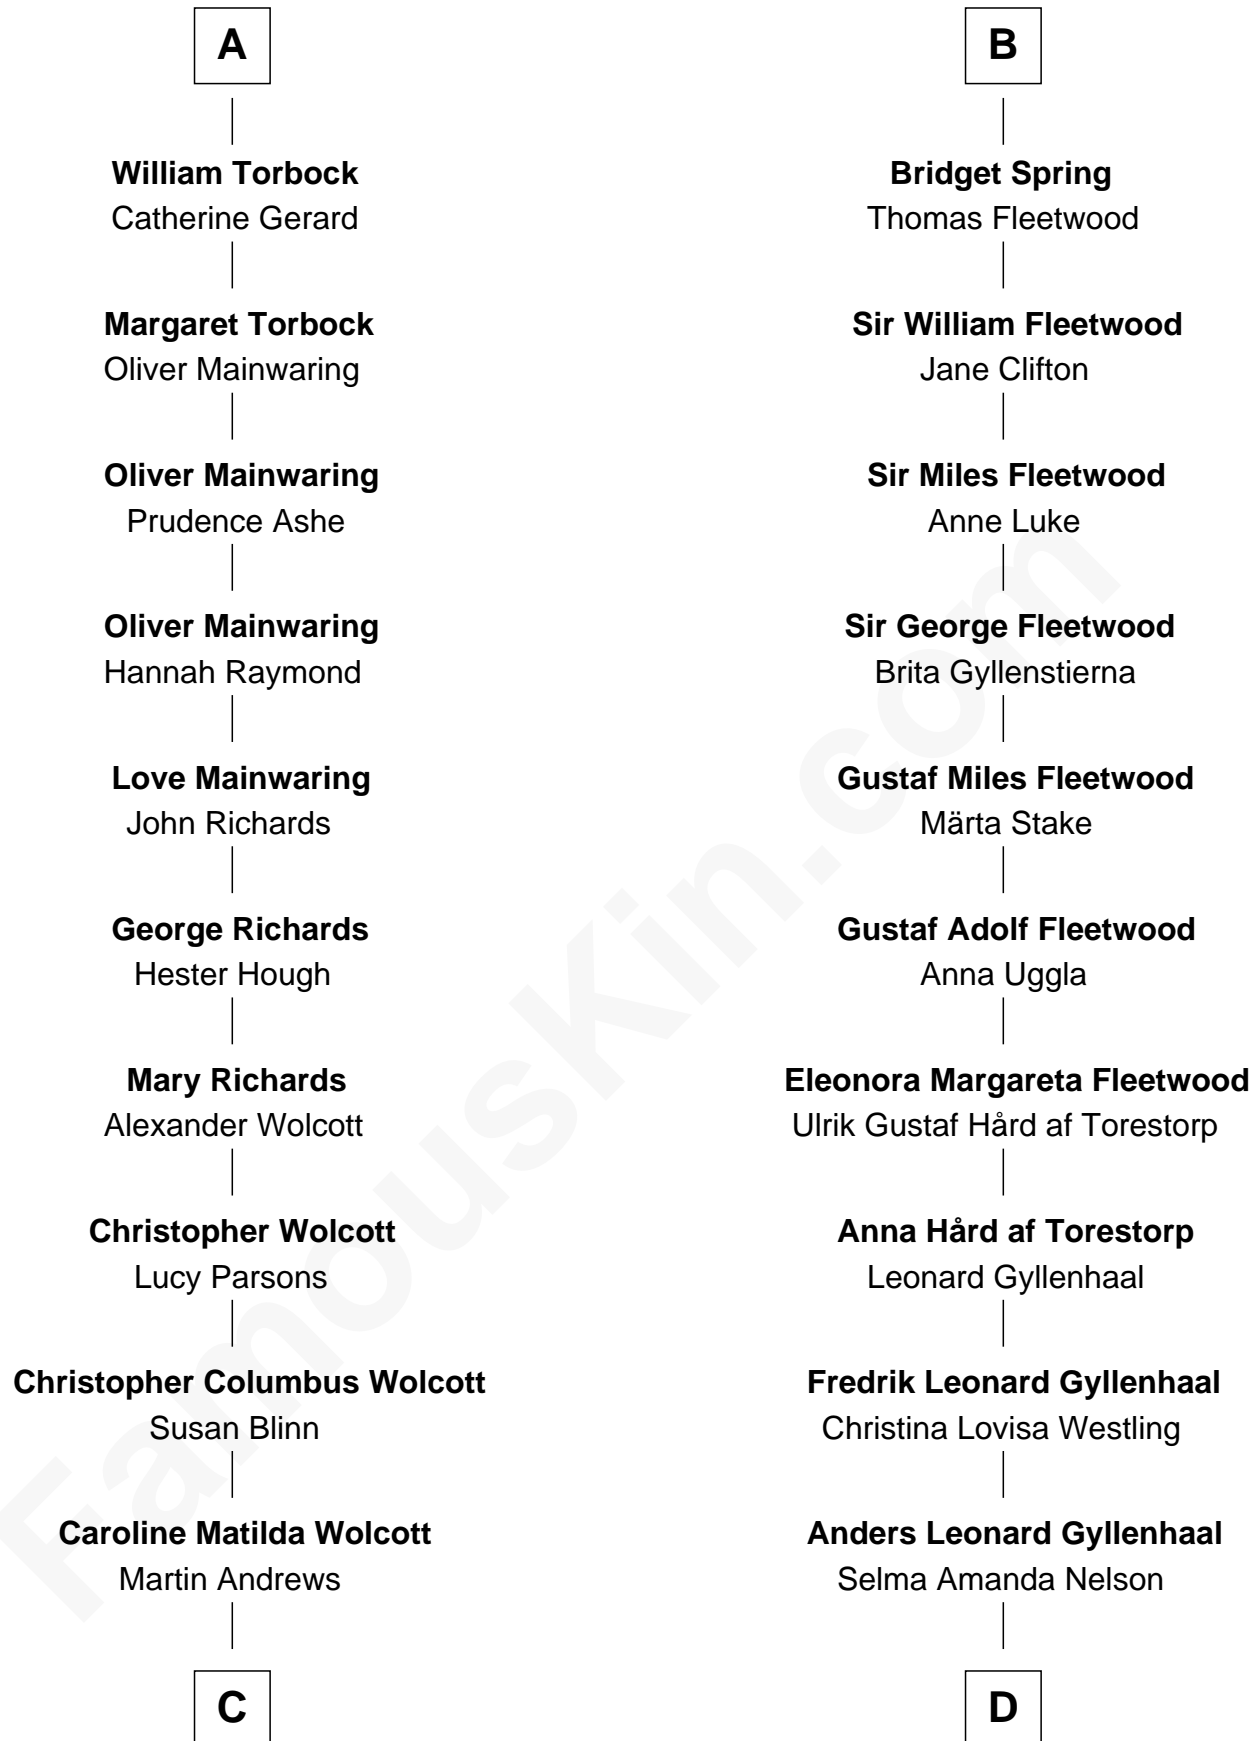 A
William Torbock
Catherine Gerard
Margaret Torbock
Oliver Mainwaring
Oliver Mainwaring
Prudence Ashe
Oliver Mainwaring
Hannah Raymond
Love Mainwaring
John Richards
George Richards
Hester Hough
Mary Richards
Alexander Wolcott
Christopher Wolcott
Lucy Parsons
Christopher Columbus Wolcott
Susan Blinn
Caroline Matilda Wolcott
Martin Andrews
C
B
Bridget Spring
Thomas Fleetwood
Sir William Fleetwood
Jane Clifton
Sir Miles Fleetwood
Anne Luke
Sir George Fleetwood
Brita Gyllenstierna
Gustaf Miles Fleetwood
Märta Stake
Gustaf Adolf Fleetwood
Anna Uggla
Eleonora Margareta Fleetwood
Ulrik Gustaf Hård af Torestorp
Anna Hård af Torestorp
Leonard Gyllenhaal
Fredrik Leonard Gyllenhaal
Christina Lovisa Westling
Anders Leonard Gyllenhaal
Selma Amanda Nelson
D
FamousKin.com